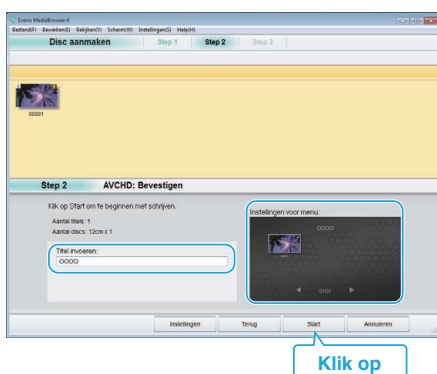 Everio MediaBrowser 4
Bestand(F) Bewerken(E) Bekijken(V) Scherm(W) Instellingen(S) Help(H)
Disc aanmaken Step 1 Step 2 Step 3
00001
Step 2 AVCHD: Bevestigen
Klik op Start om te beginnen met schrijven.
Aantal titels: 1
Aantal discs: 12cm x 1
Titel invoeren:
OOOO
Instellingen voor menu:
OOOO
01/01
Instellingen Terug Start Annuleren
Klik op